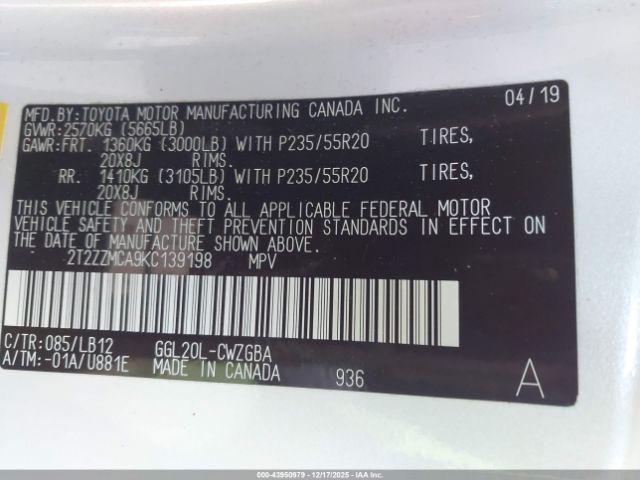 MFD.BY:TOYOTA MOTOR MANUFACTURING CANADA INC. 04/19
GVWR:2570KG (5665LB)
GAWR:FRT. 1360KG (3000LB) WITH P235/55R20 TIRES,
20X8J RIMS.
RR. 1410KG (3105LB) WITH P235/55R20 TIRES,
20X8J RIMS.
THIS VEHICLE CONFORMS TO ALL APPLICABLE FEDERAL MOTOR
VEHICLE SAFETY AND THEFT PREVENTION STANDARDS IN EFFECT ON
THE DATE OF MANUFACTURE SHOWN ABOVE.
2T2ZZMCA9KC139198 MPV
C/TR:085/LB12 GGL20L-CWZGBA
A/TM:-01A/U881E MADE IN CANADA 936 A
000-43950979 - 12/17/2025 - IAAI.COM